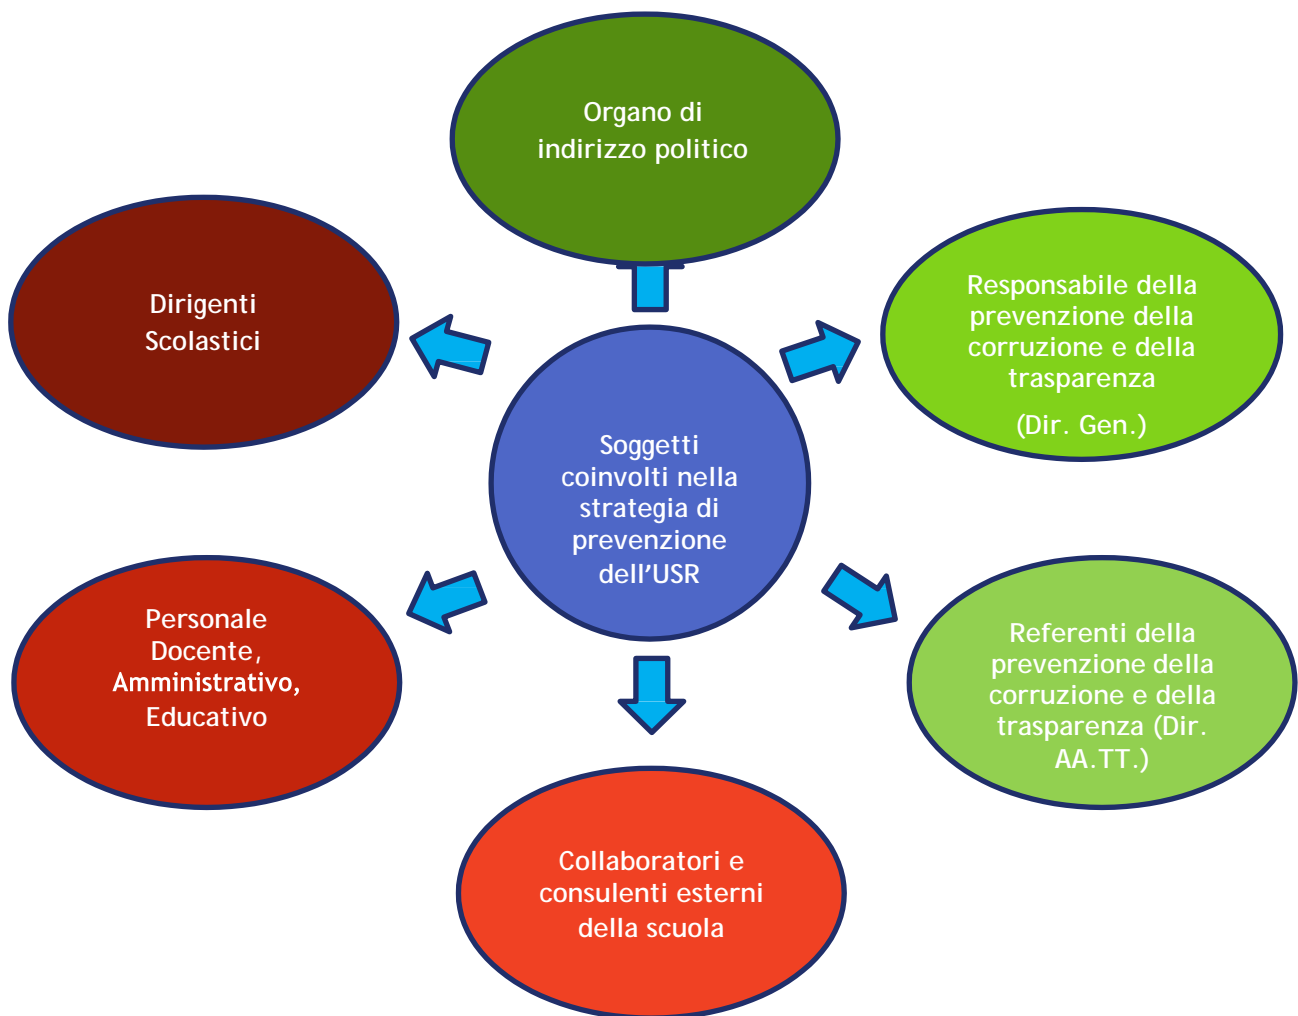 Organo di
indirizzo politico
Dirigenti
Scolastici
Responsabile della
prevenzione della
corruzione e della
trasparenza
(Dir. Gen.)
Soggetti
coinvolti nella
strategia di
prevenzione
dell'USR
Personale
Docente,
Amministrativo,
Educativo
Referenti della
prevenzione della
corruzione e della
trasparenza (Dir.
AA.TT.)
Collaboratori e
consulenti esterni
della scuola